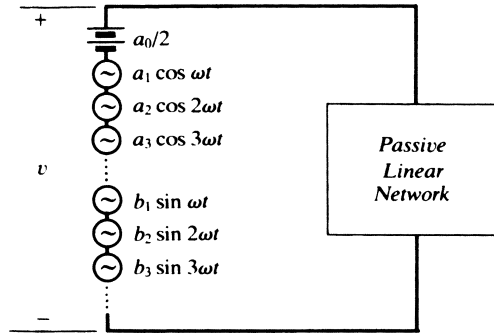 +
a₀/2
a₁ cos ωt
a₂ cos 2ωt
a₃ cos 3ωt
v
b₁ sin ωt
b₂ sin 2ωt
b₃ sin 3ωt
−
Passive
Linear
Network